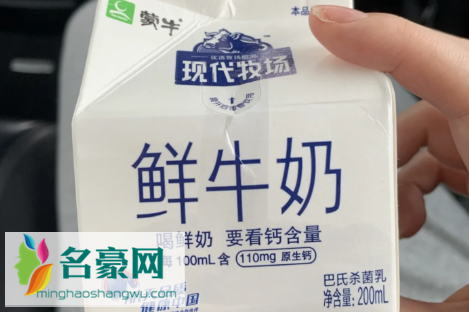 蒙牛
本品
现代牧场
鲜牛奶
喝鲜奶 要看钙含量
每100mL含 110mg 原生钙
巴氏杀菌乳
净含量:200mL
名豪网
minghaoshangwu.com